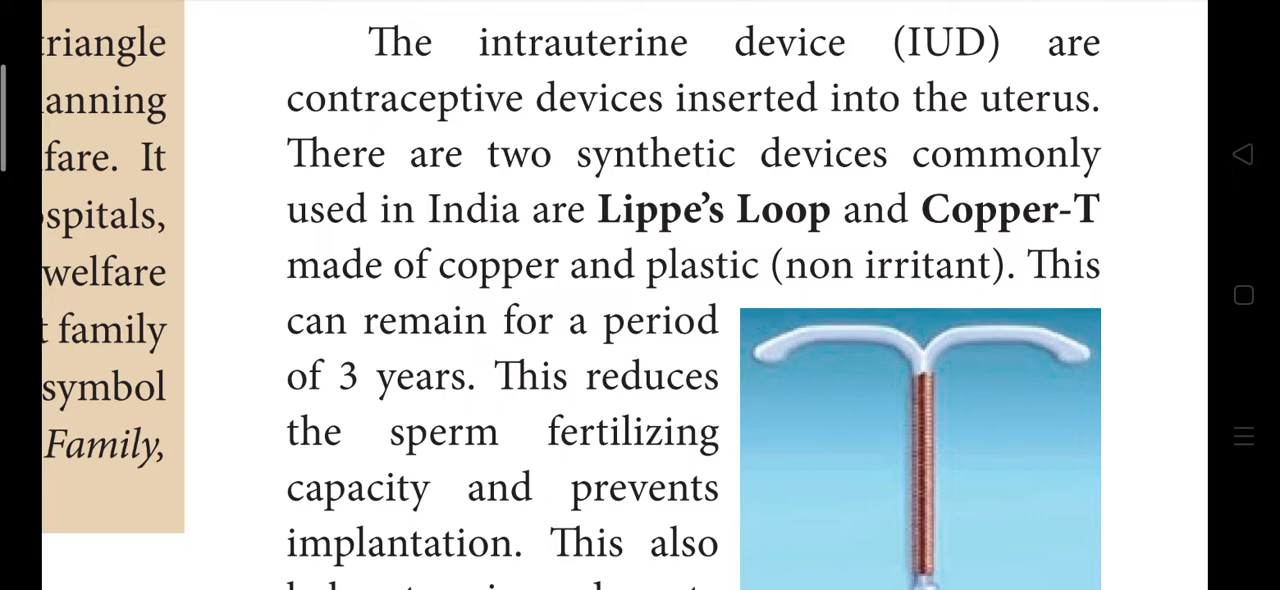 triangle
anning
fare. It
spitals,
welfare
t family
symbol
Family,
The intrauterine device (IUD) are
contraceptive devices inserted into the uterus.
There are two synthetic devices commonly
used in India are Lippe’s Loop and Copper-T
made of copper and plastic (non irritant). This
can remain for a period
of 3 years. This reduces
the sperm fertilizing
capacity and prevents
implantation. This also